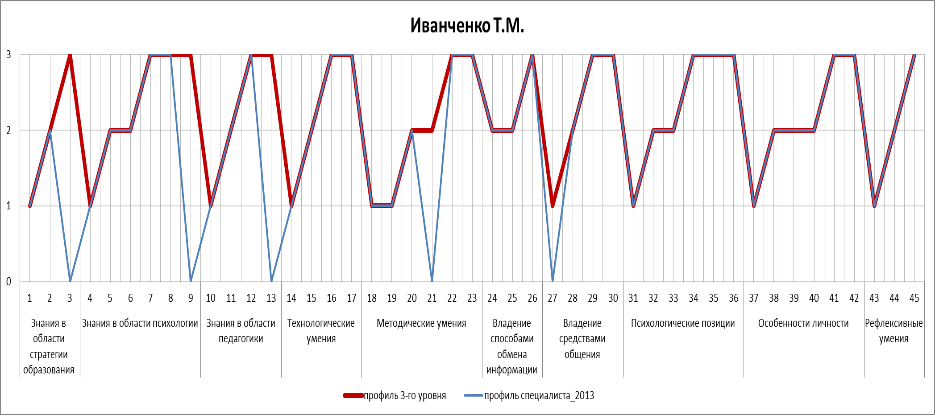 Иванченко Т.М.
3
2
1
0
1 2 3 4 5 6 7 8 9 10 11 12 13 14 15 16 17 18 19 20 21 22 23 24 25 26 27 28 29 30 31 32 33 34 35 36 37 38 39 40 41 42 43 44 45
Знания в
области
стратегии
образования
Знания в области психологии
Знания в области
педагогики
Технологические
умения
Методические умения
Владение
способами
обмена
информации
Владение
средствами
общения
Психологические позиции
Особенности личности
Рефлексивные
умения
профиль 3-го уровня
профиль специалиста_2013